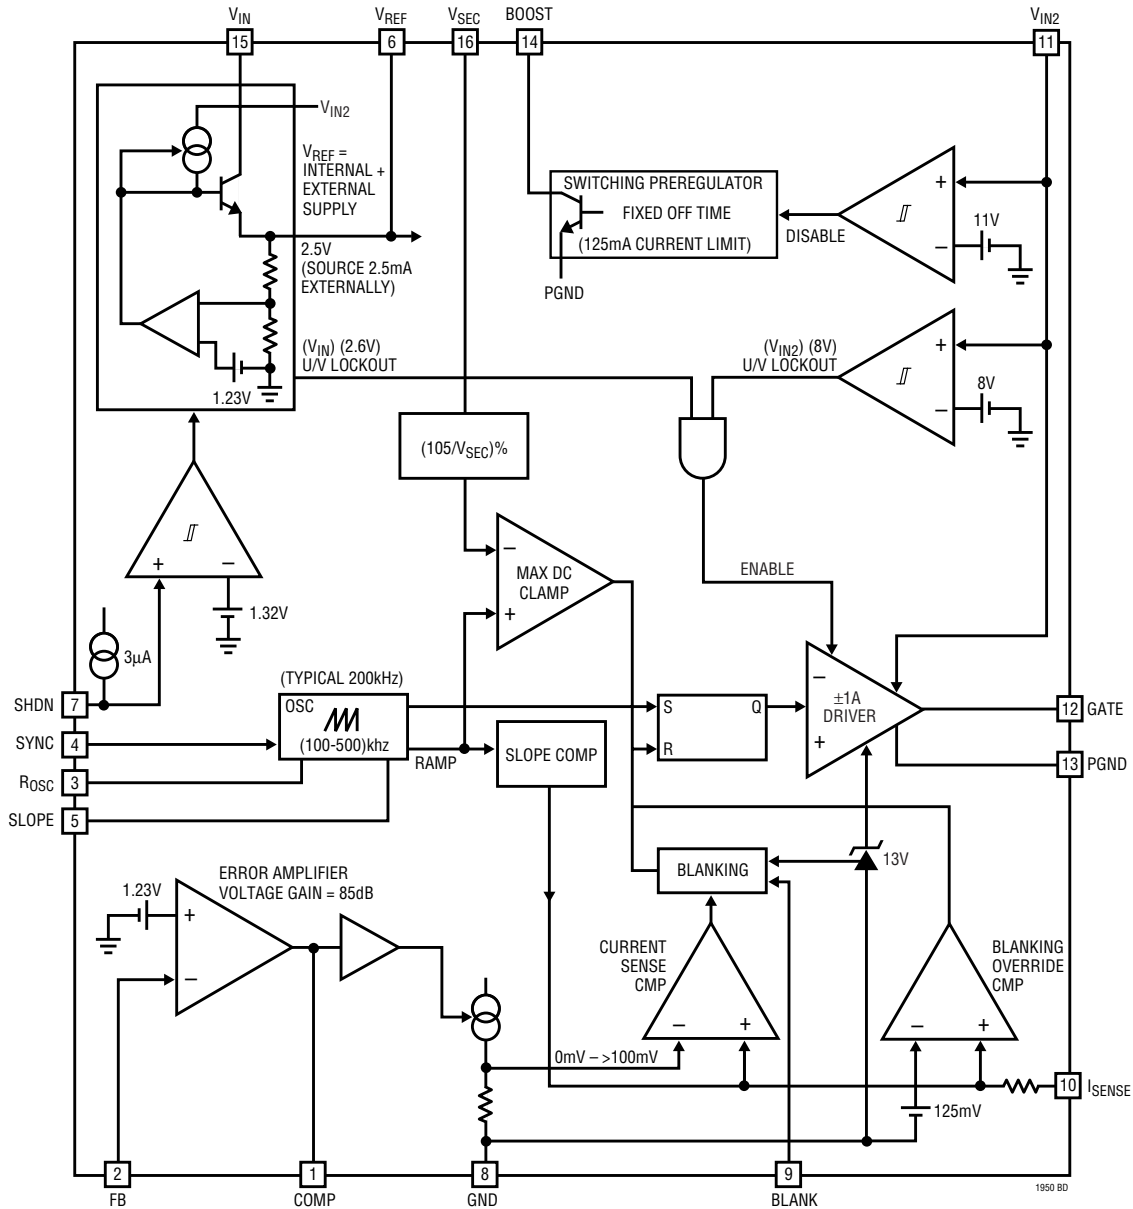 VIN
VREF
VSEC
BOOST
VIN2
15
6
16
14
11
VIN2
VREF =
INTERNAL +
EXTERNAL
SUPPLY
2.5V
(SOURCE 2.5mA
EXTERNALLY)
1.23V
SWITCHING PREREGULATOR
FIXED OFF TIME
(125mA CURRENT LIMIT)
PGND
DISABLE
+
–
11V
(VIN) (2.6V)
U/V LOCKOUT
(VIN2) (8V)
U/V LOCKOUT
+
–
8V
(105/VSEC)%
+
–
1.32V
3µA
–
MAX DC
CLAMP
+
ENABLE
SHDN
7
SYNC
4
ROSC
3
SLOPE
5
(TYPICAL 200kHz)
OSC
(100-500)khz
RAMP
SLOPE COMP
S
Q
R
–
±1A
DRIVER
+
12
GATE
13
PGND
13V
BLANKING
ERROR AMPLIFIER
VOLTAGE GAIN = 85dB
1.23V
+
–
CURRENT
SENSE
CMP
–
+
BLANKING
OVERRIDE
CMP
–
+
0mV – >100mV
10
ISENSE
125mV
2
1
8
9
FB
COMP
GND
BLANK
1950 BD